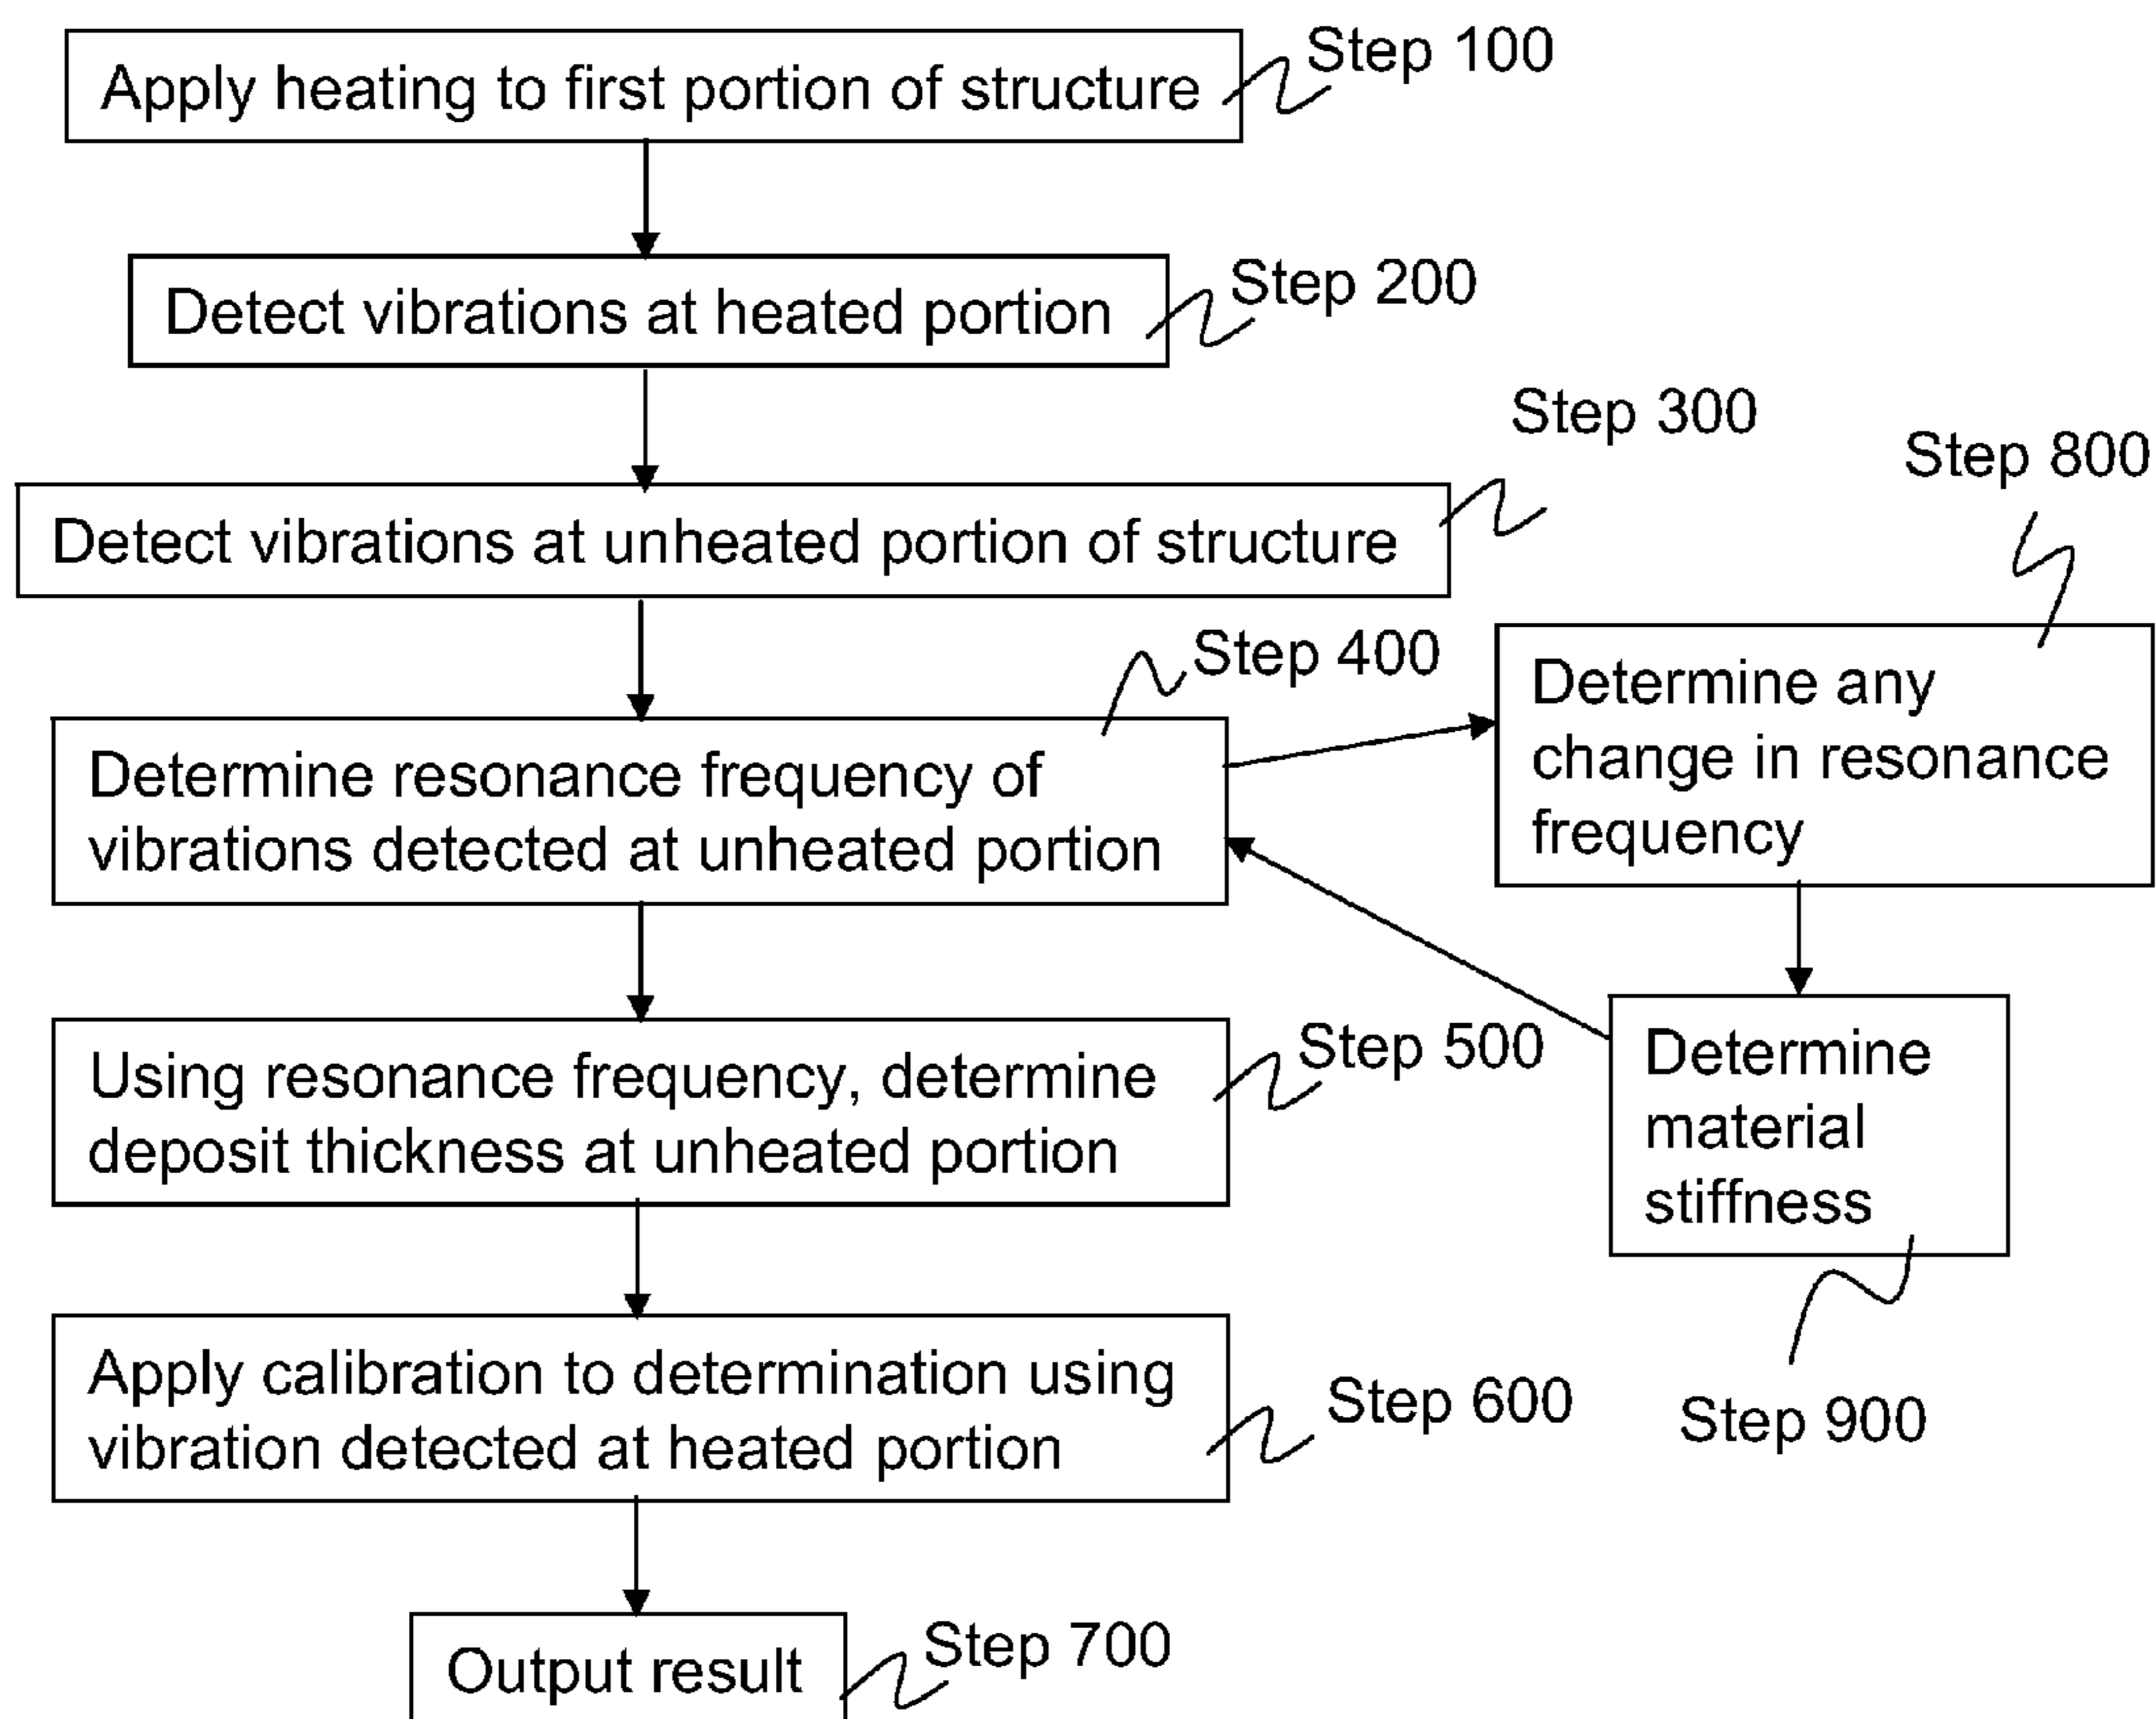 Apply heating to first portion of structure
Step 100
Detect vibrations at heated portion
Step 200
Detect vibrations at unheated portion of structure
Step 300
Determine resonance frequency of
vibrations detected at unheated portion
Step 400
Step 800
Determine any
change in resonance
frequency
Determine
material
stiffness
Step 900
Using resonance frequency, determine
deposit thickness at unheated portion
Step 500
Apply calibration to determination using
vibration detected at heated portion
Step 600
Output result
Step 700